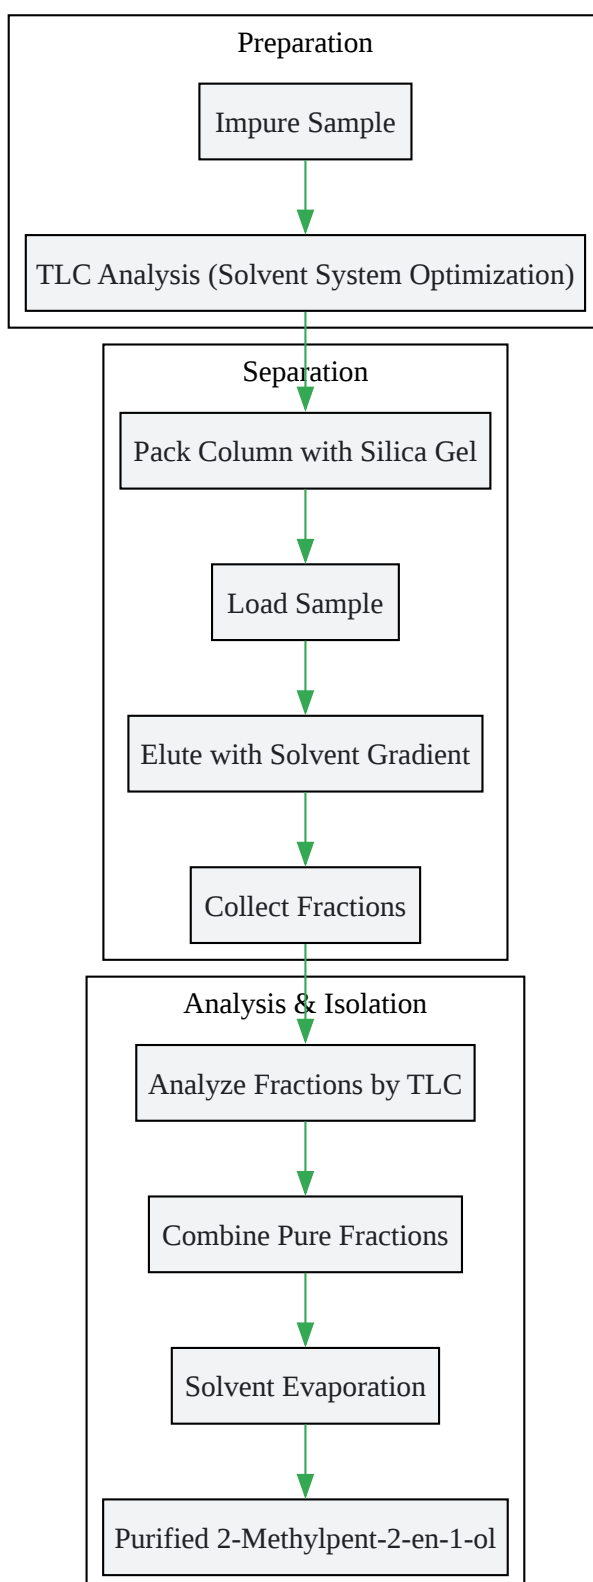 Preparation
Impure Sample
TLC Analysis (Solvent System Optimization)
Separation
Pack Column with Silica Gel
Load Sample
Elute with Solvent Gradient
Collect Fractions
Analysis & Isolation
Analyze Fractions by TLC
Combine Pure Fractions
Solvent Evaporation
Purified 2-Methylpent-2-en-1-ol